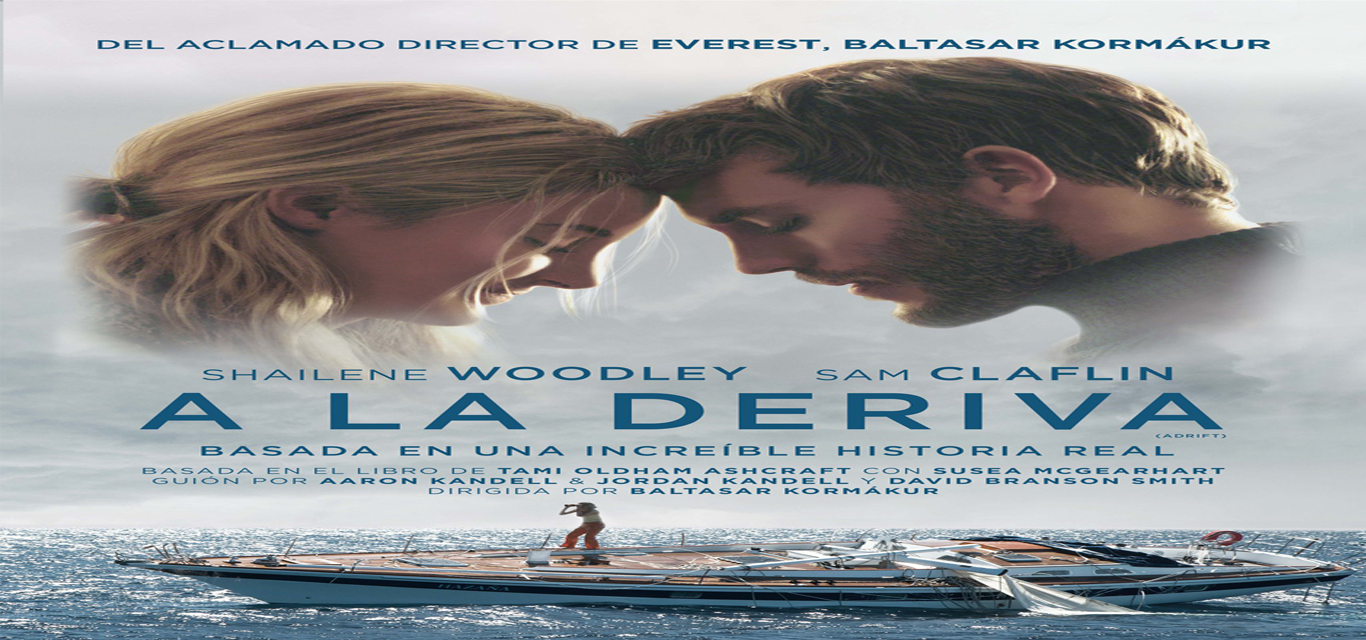 DEL ACLAMADO DIRECTOR DE EVEREST, BALTASAR KORMÁKUR
SHAILENE WOODLEY SAM CLAFLIN
A LA DERIVA
(ADRIFT)
BASADA EN UNA INCREÍBLE HISTORIA REAL
BASADA EN EL LIBRO DE TAMI OLDHAM ASHCRAFT CON SUSEA MCGEARHART
GUIÓN POR AARON KANDELL & JORDAN KANDELL Y DAVID BRANSON SMITH
DIRIGIDA POR BALTASAR KORMÁKUR
HAZANA